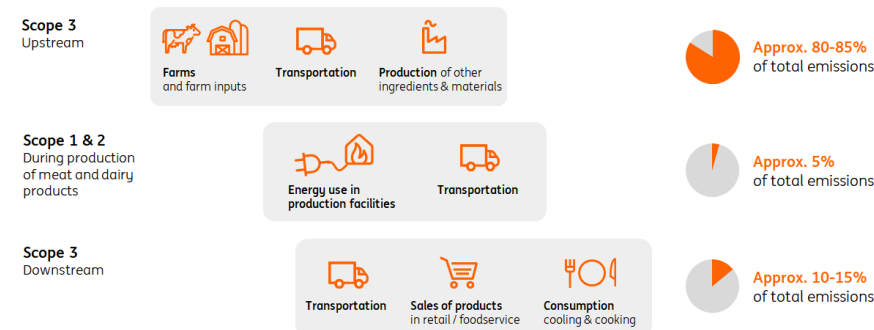 Scope 3
Upstream
Farms
and farm inputs
Transportation
Production of other
ingredients & materials
Approx. 80-85%
of total emissions
Scope 1 & 2
During production
of meat and dairy
products
Energy use in
production facilities
Transportation
Approx. 5%
of total emissions
Scope 3
Downstream
Transportation
Sales of products
in retail / foodservice
Consumption
cooling & cooking
Approx. 10-15%
of total emissions